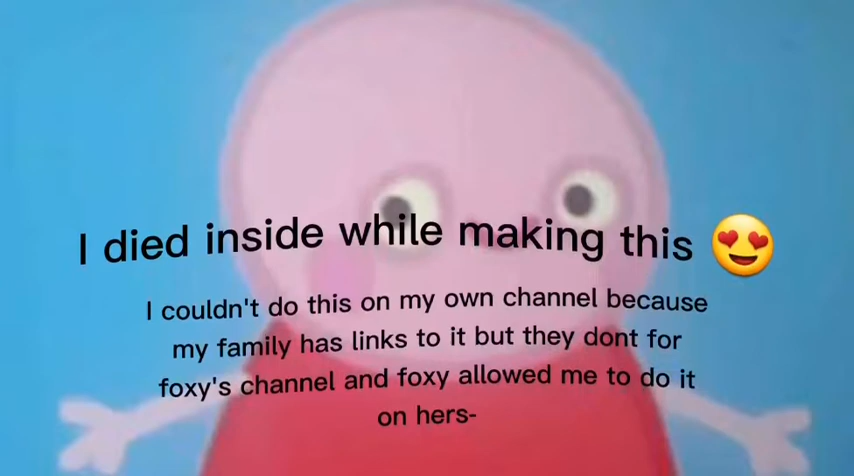 I died inside while making this 😍
I couldn't do this on my own channel because
my family has links to it but they dont for
foxy's channel and foxy allowed me to do it
on hers-